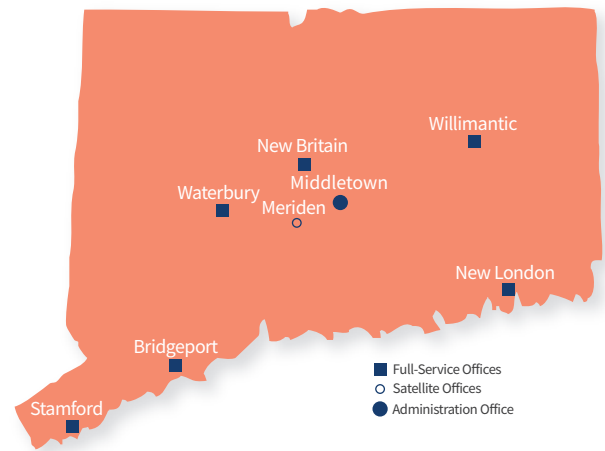 Willimantic
New Britain
Middletown
Waterbury
Meriden
New London
Bridgeport
Stamford
Full-Service Offices
Satellite Offices
Administration Office